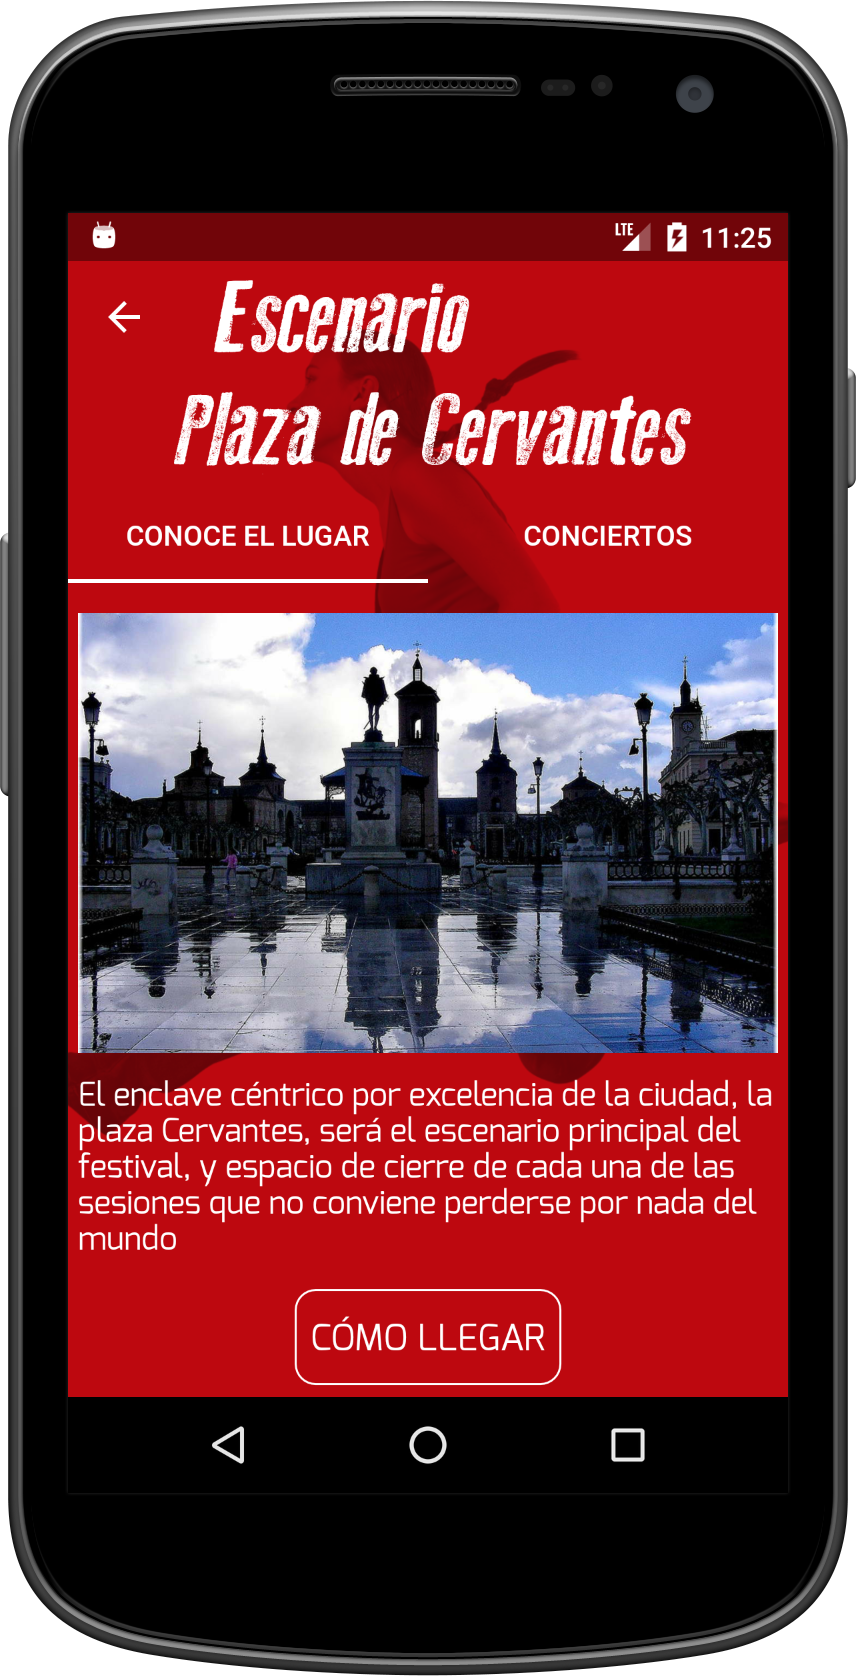 LTE 11:25
Escenario
Plaza de Cervantes
CONOCE EL LUGAR CONCIERTOS
El enclave céntrico por excelencia de la ciudad, la
plaza Cervantes, será el escenario principal del
festival, y espacio de cierre de cada una de las
sesiones que no conviene perderse por nada del
mundo
CÓMO LLEGAR